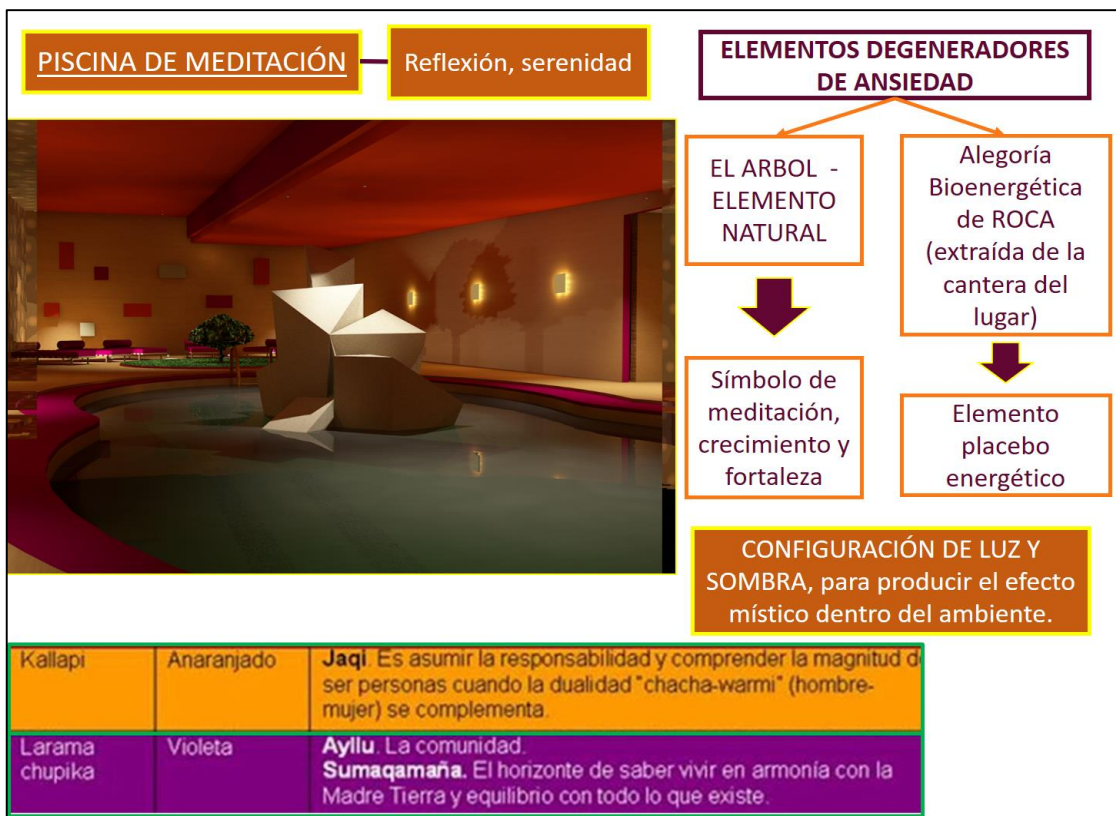 PISCINA DE MEDITACIÓN
Reflexión, serenidad
ELEMENTOS DEGENERADORES
DE ANSIEDAD
EL ARBOL -
ELEMENTO
NATURAL
Símbolo de
meditación,
crecimiento y
fortaleza
Alegoría
Bioenergética
de ROCA
(extraída de la
cantera del
lugar)
Elemento
placebo
energético
CONFIGURACIÓN DE LUZ Y
SOMBRA, para producir el efecto
místico dentro del ambiente.
Kallapi
Anaranjado
Jaqi. Es asumir la responsabilidad y comprender la magnitud
ser personas cuando la dualidad "chacha-warmi" (hombre-
mujer) se complementa.
Larama
chupika
Violeta
Ayllu. La comunidad.
Sumaqamaña. El horizonte de saber vivir en armonía con la
Madre Tierra y equilibrio con todo lo que existe.